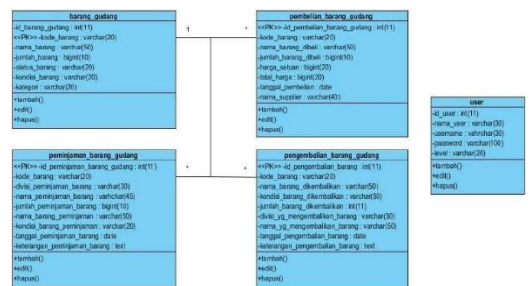 barang_gudang
-id_barang_gudang : int(11)
<<PK>>-kode_barang : varchar(20)
-nama_barang : varchar(50)
-jumlah_barang : bigint(10)
-status_barang : varchar(20)
-kondisi_barang : varchar(20)
-kategori : varchar(20)
+tambah()
+edit()
+hapus()
1
*
pembelian_barang_gudang
<<PK>>-id_pembelian_barang_gudang : int(11)
-kode_barang : varchar(20)
-nama_barang_dibeli : varchar(50)
-jumlah_barang_dibeli : bigint(10)
-harga_satuan : bigint(20)
-total_harga : bigint(20)
-tanggal_pembelian : date
-nama_supplier : varchar(40)
+tambah()
+edit()
+hapus()
user
-id_user : int(11)
-nama_user : varchar(30)
-username : vahrchar(30)
-password : varchar(100)
-level : varchar(20)
+tambah()
+edit()
+hapus()
peminjaman_barang_gudang
<<PK>>-id_peminjaman_barang_gudang : int(11)
-kode_barang : varchar(20)
-divisi_peminjaman_barang : varchar(30)
-nama_peminjaman_barang : varhchar(45)
-jumlah_peminjaman_barang : bigint(10)
-nama_barang_peminjaman : varchar(50)
-kondisi_peminjaman_barang : varchar(20)
-tanggal_peminjaman_barang : date
-keterangan_peminjaman_barang : text
+tambah()
+edit()
+hapus()
*
*
pengembalian_barang_gudang
<<PK>>-id_pengembalian_barang_gudang : int(11)
-kode_barang : varchar(20)
-nama_barang_dikembalikan : varchar(50)
-kondisi_barang_dikembalikan : varchar(50)
-jumlah_barang_dikembalikan : int(11)
-divisi_yg_mengembalikan_barang : varchar(30)
-nama_yg_mengembalikan_barang : varchar(50)
-tanggal_pengembalian_barang : date
-keterangan_pengembalian_barang : text
+tambah()
+edit()
+hapus()